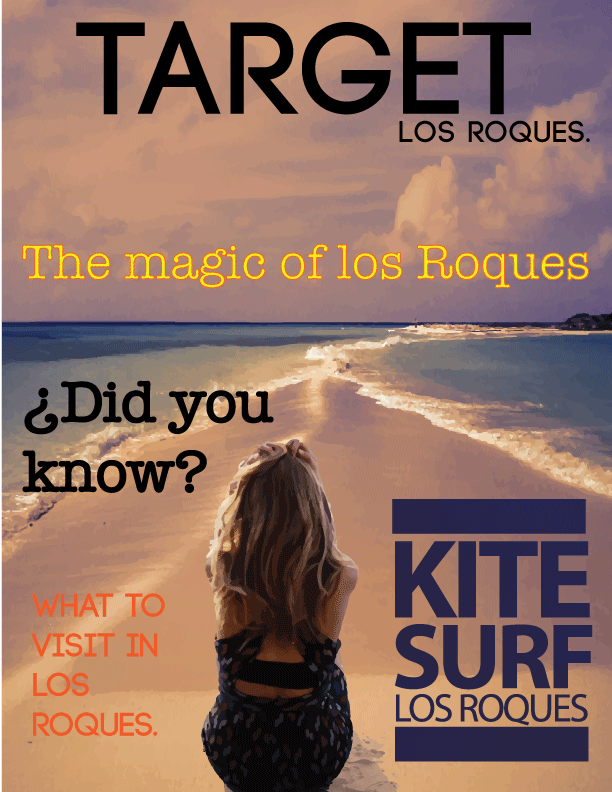 TARGET
LOS ROQUES.
The magic of los Roques
¿Did you
know?
WHAT TO
VISIT IN
LOS
ROQUES.
KITE
SURF
LOS ROQUES